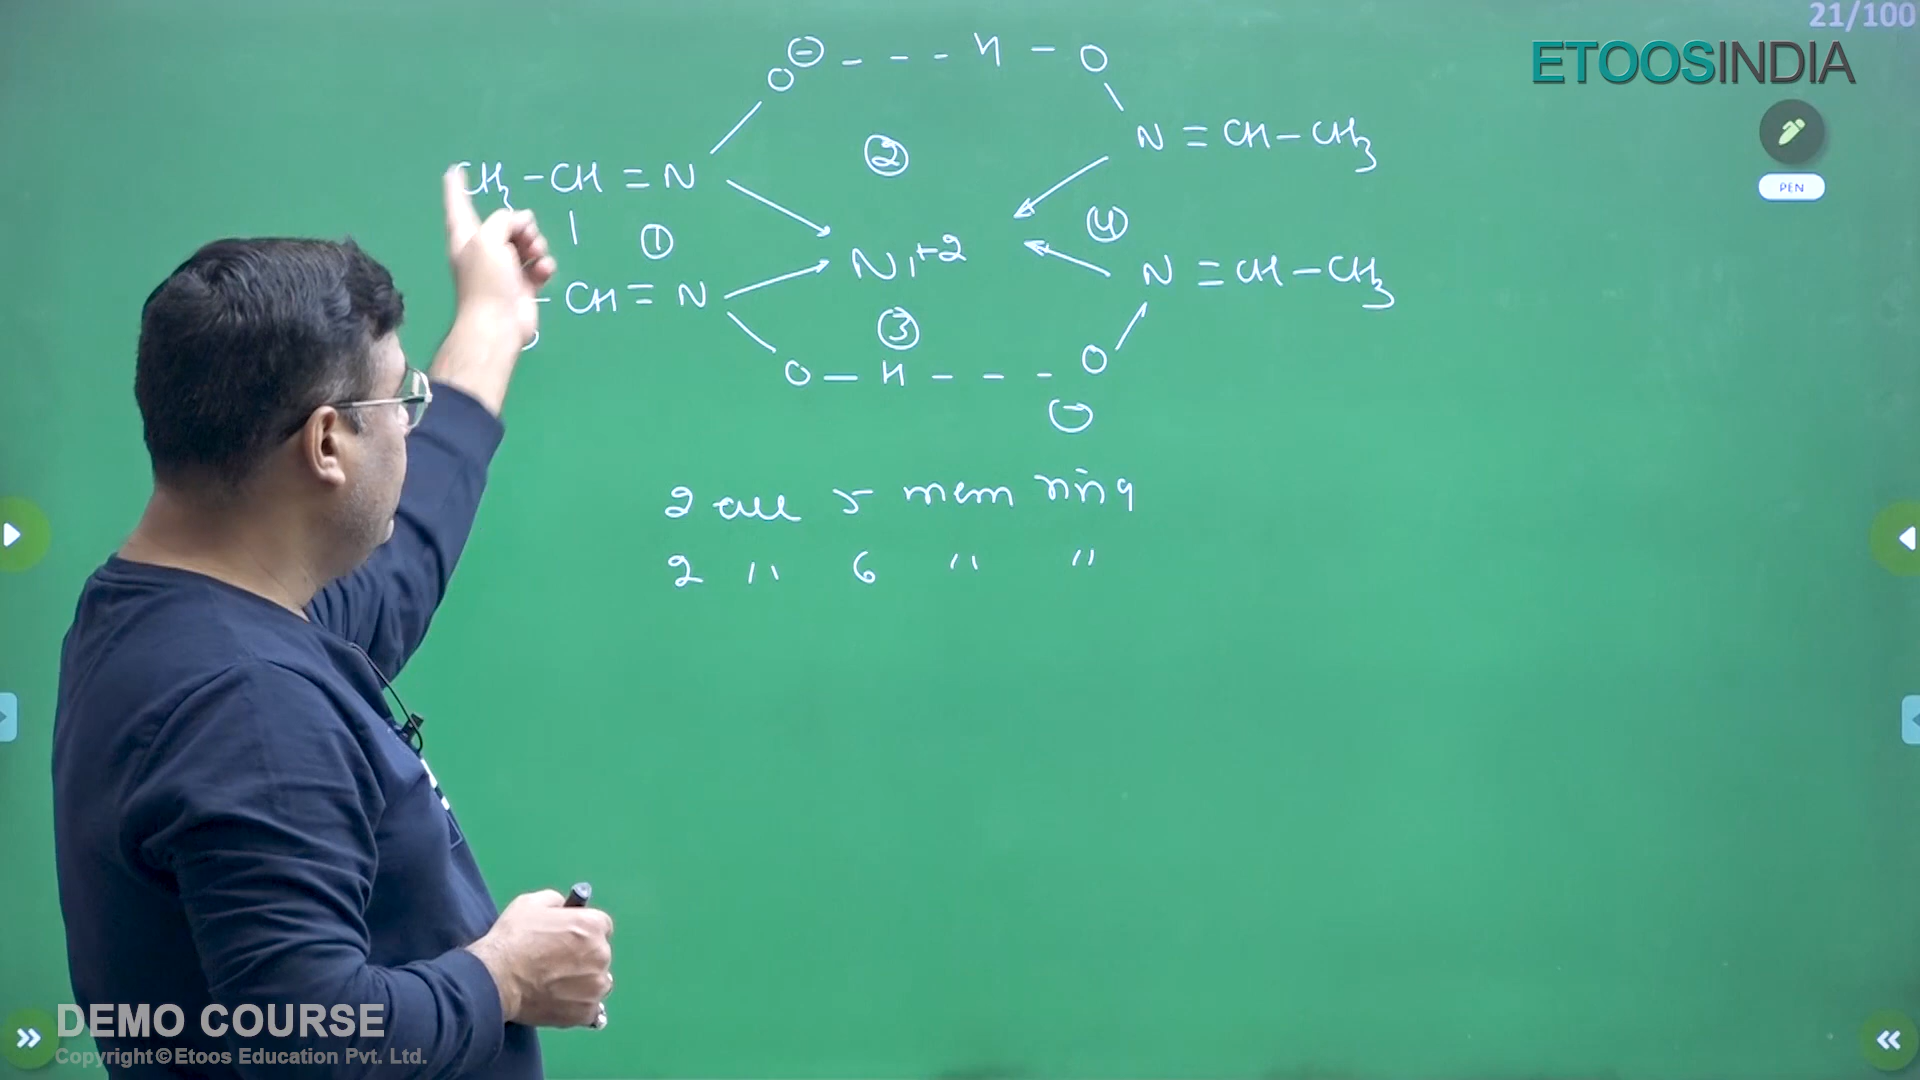 21/100
ETOOSINDIA
O⊖ - - - H – O
N = CH – CH3
PEN
CH3 – CH = N
②
① ④
Ni+2
– CH = N
N = CH – CH3
③
O – H - - - O
⊖
2 are 5 mem ring
2 " 6 " "
DEMO COURSE
Copyright©Etoos Education Pvt. Ltd.